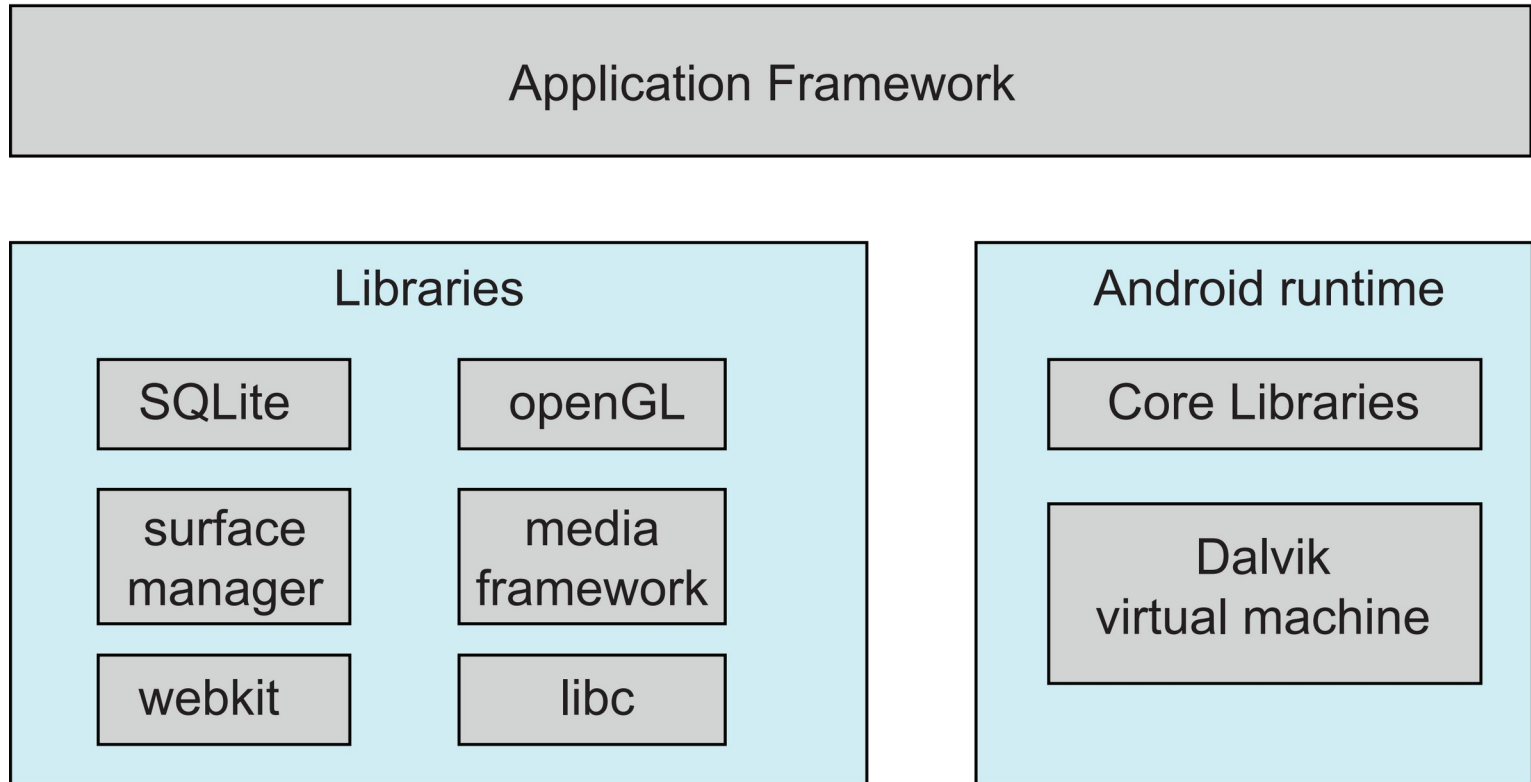 Application Framework
Libraries
SQLite
openGL
surface
manager
media
framework
webkit
libc
Android runtime
Core Libraries
Dalvik
virtual machine